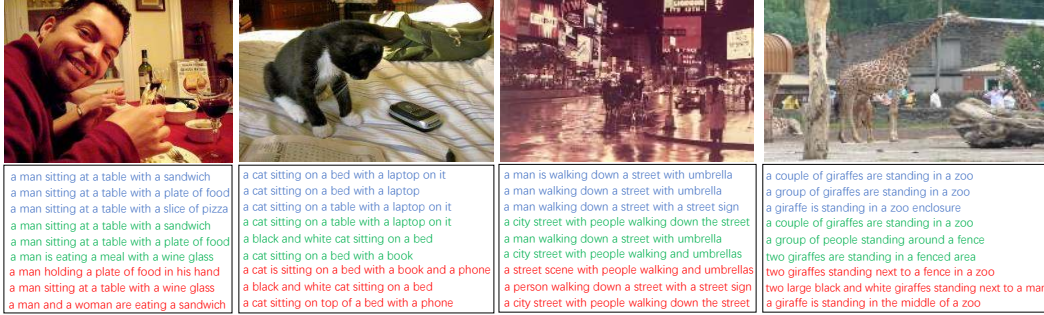 a man sitting at a table with a sandwich
a man sitting at a table with a plate of food
a man sitting at a table with a slice of pizza
a man sitting at a table with a sandwich
a man sitting at a table with a plate of food
a man is eating a meal with a wine glass
a man holding a plate of food in his hand
a man sitting at a table with a wine glass
a man and a woman are eating a sandwich
a cat sitting on a bed with a laptop on it
a cat sitting on a bed with a laptop
a cat sitting on a table with a laptop on it
a cat sitting on a table with a laptop on it
a black and white cat sitting on a bed
a cat sitting on a bed with a book
a cat is sitting on a bed with a book and a phone
a black and white cat sitting on a bed
a cat sitting on top of a bed with a phone
a man is walking down a street with umbrella
a man walking down a street with umbrella
a man walking down a street with a street sign
a city street with people walking down the street
a man walking down a street with umbrella
a city street with people walking and umbrellas
a street scene with people walking and umbrellas
a person walking down a street with a street sign
a city street with people walking down the street
a couple of giraffes are standing in a zoo
a group of giraffes are standing in a zoo
a giraffe is standing in a zoo enclosure
a couple of giraffes are standing in a zoo
a group of people standing around a fence
two giraffes are standing in a fenced area
two giraffes standing next to a fence in a zoo
two large black and white giraffes standing next to a man
a giraffe is standing in the middle of a zoo